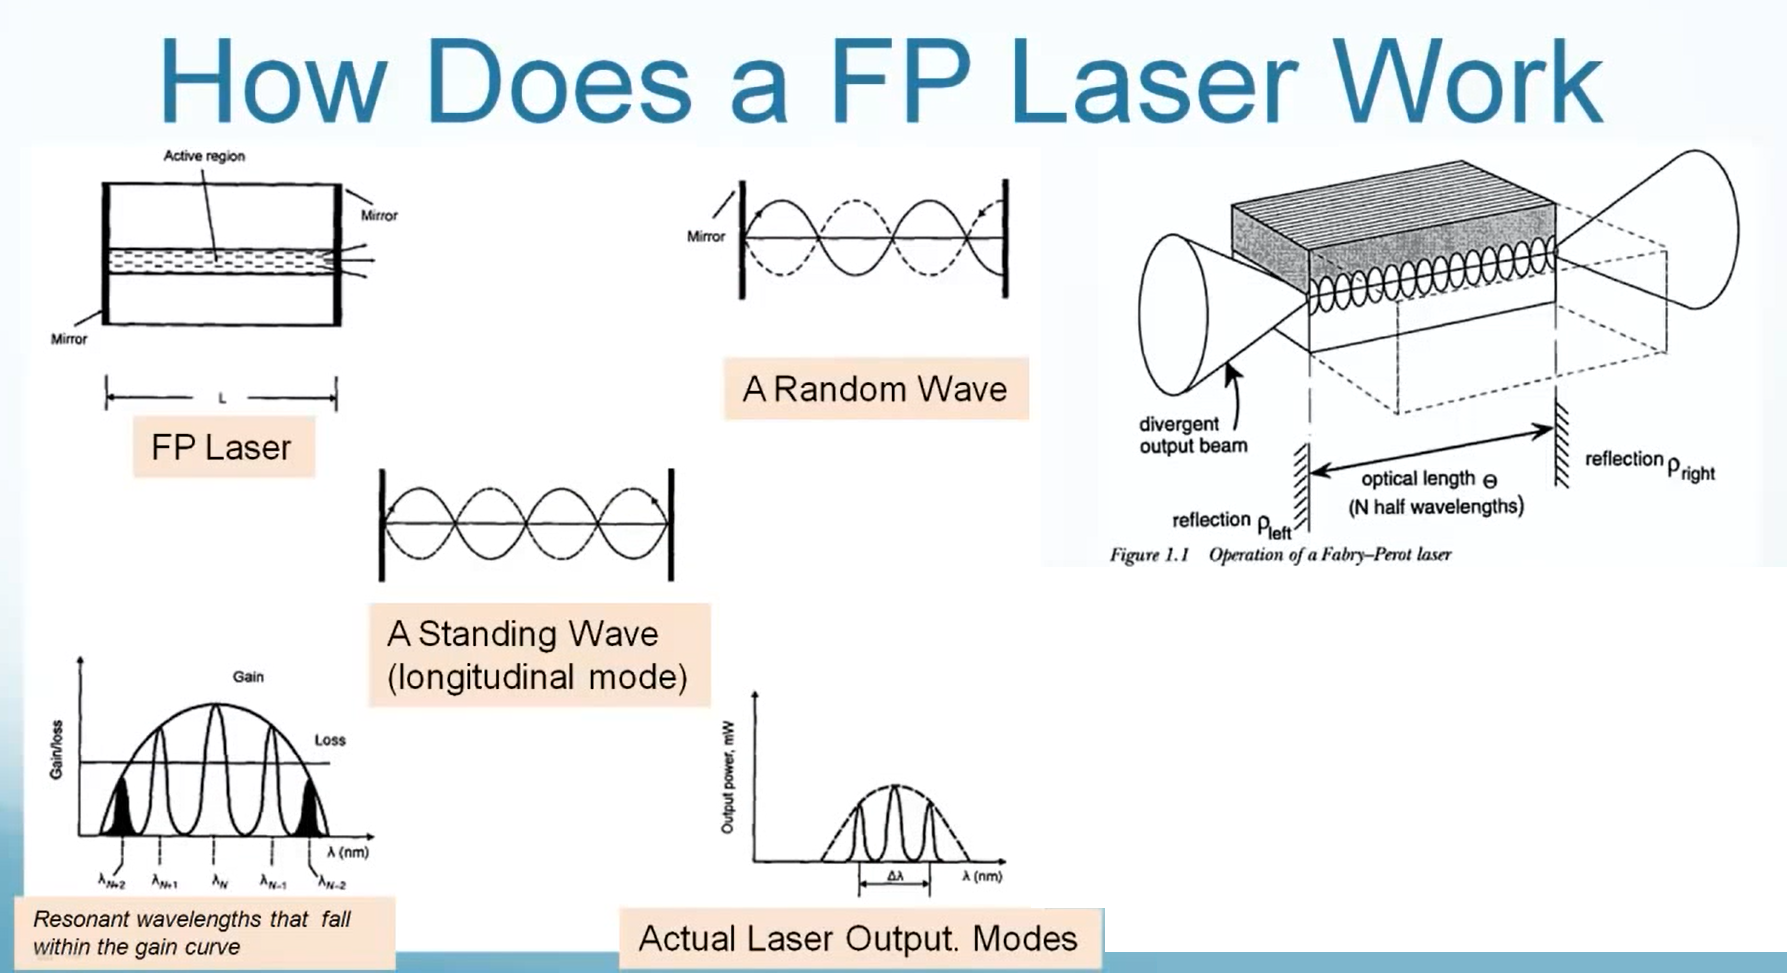 How Does a FP Laser Work
Active region
Mirror
Mirror
L
FP Laser
Mirror
A Random Wave
divergent
output beam
optical length Θ
(N half wavelengths)
reflection ρright
reflection ρleft
Figure 1.1 Operation of a Fabry–Perot laser
A Standing Wave
(longitudinal mode)
Gain
Loss
Gain/loss
λ (nm)
λN+2 λN+1 λN λN–1 λN–2
Resonant wavelengths that fall
within the gain curve
Output power, mW
Δλ
λ (nm)
Actual Laser Output. Modes